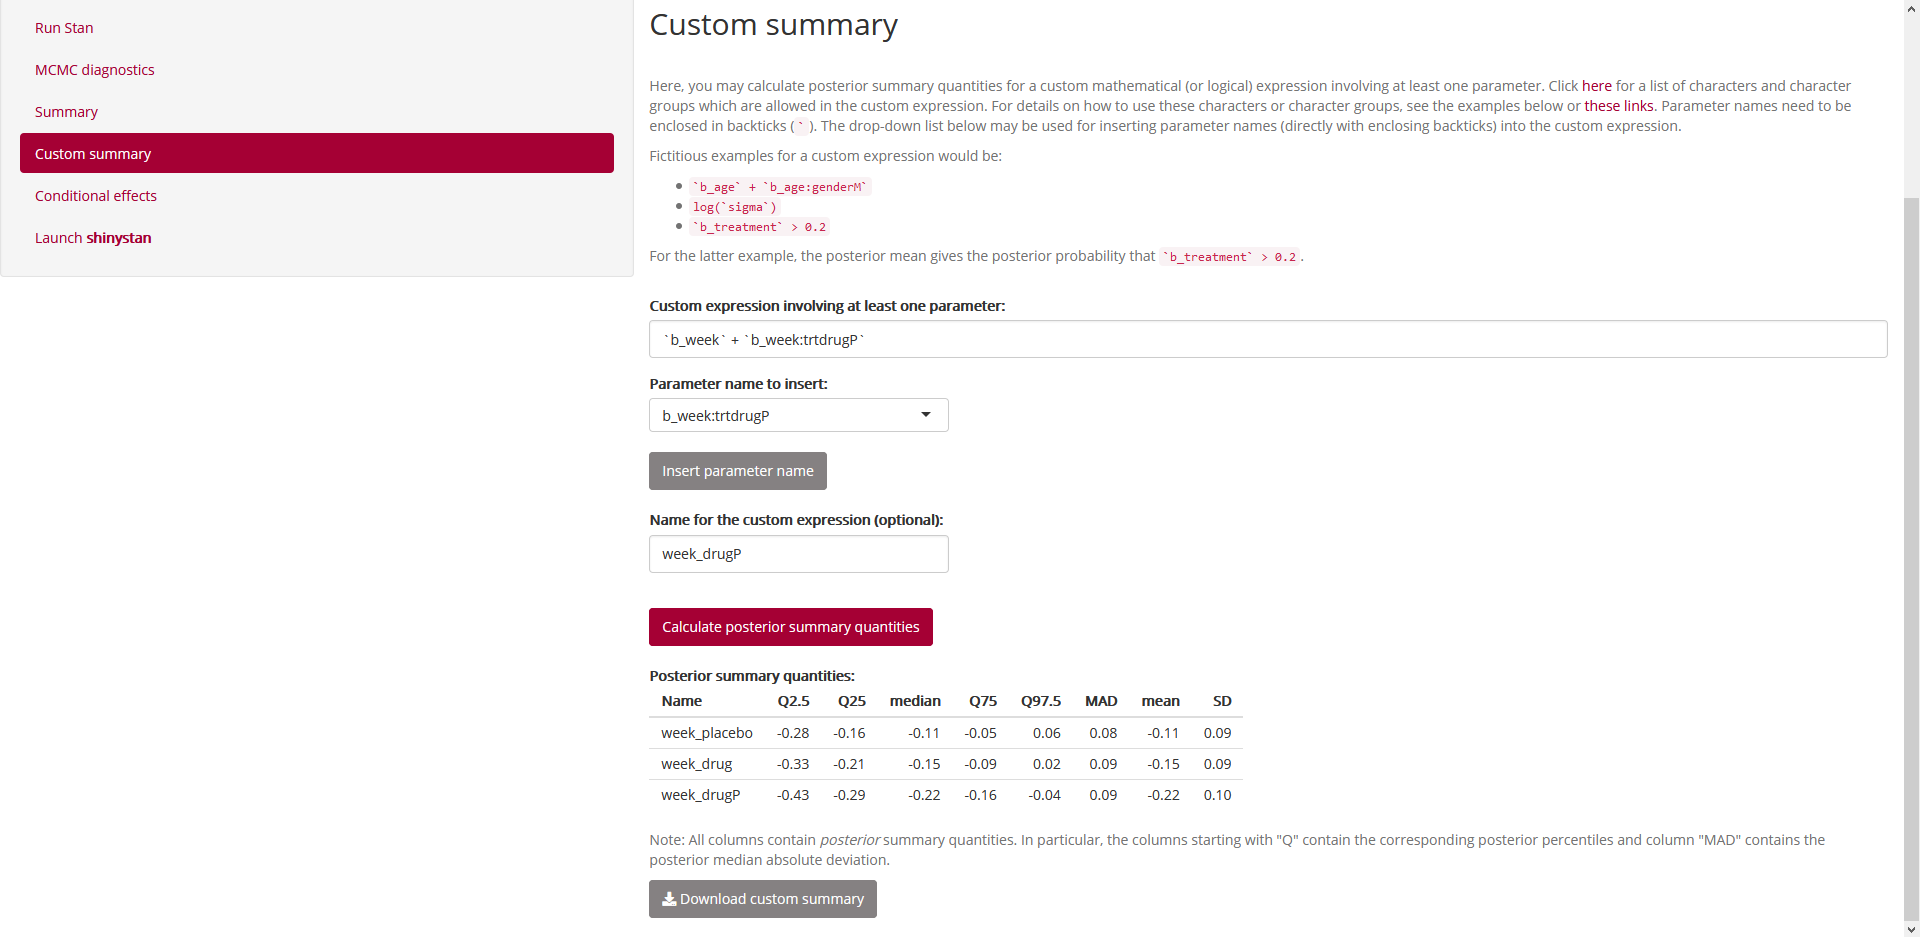 Run Stan
MCMC diagnostics
Summary
Custom summary
Conditional effects
Launch shinystan
Custom summary
Here, you may calculate posterior summary quantities for a custom mathematical (or logical) expression involving at least one parameter. Click here for a list of characters and character
groups which are allowed in the custom expression. For details on how to use these characters or character groups, see the examples below or these links. Parameter names need to be
enclosed in backticks (`). The drop-down list below may be used for inserting parameter names (directly with enclosing backticks) into the custom expression.
Fictitious examples for a custom expression would be:
`b_age` + `b_age:genderM`
log(`sigma`)
`b_treatment` > 0.2
For the latter example, the posterior mean gives the posterior probability that `b_treatment` > 0.2.
Custom expression involving at least one parameter:
`b_week` + `b_week:trtdrugP`
Parameter name to insert:
b_week:trtdrugP
Insert parameter name
Name for the custom expression (optional):
week_drugP
Calculate posterior summary quantities
Posterior summary quantities:
Name Q2.5 Q25 median Q75 Q97.5 MAD mean SD
week_placebo -0.28 -0.16 -0.11 -0.05 0.06 0.08 -0.11 0.09
week_drug -0.33 -0.21 -0.15 -0.09 0.02 0.09 -0.15 0.09
week_drugP -0.43 -0.29 -0.22 -0.16 -0.04 0.09 -0.22 0.10
Note: All columns contain posterior summary quantities. In particular, the columns starting with "Q" contain the corresponding posterior percentiles and column "MAD" contains the
posterior median absolute deviation.
Download custom summary